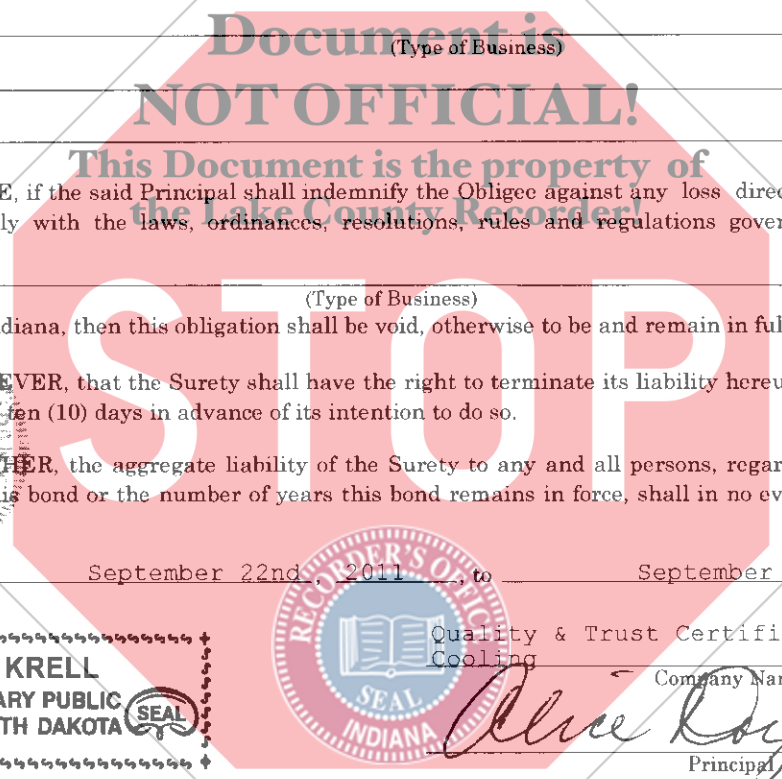 Document is
(Type of Business)
NOT OFFICIAL!
This Document is the property of
E, if the said Principal shall indemnify the Obligee against any loss direc
the Lake County Recorder!
ly with the laws, ordinances, resolutions, rules and regulations gover
STOP
(Type of Business)
diana, then this obligation shall be void, otherwise to be and remain in ful
EVER, that the Surety shall have the right to terminate its liability hereu
ten (10) days in advance of its intention to do so.
HER, the aggregate liability of the Surety to any and all persons, regar
is bond or the number of years this bond remains in force, shall in no ev
September 22nd, 2011, to September
RECORDER'S OFFICE
SEAL
INDIANA
Quality & Trust Certifi
Cooling
Company Nam
KRELL
ARY PUBLIC
TH DAKOTA
SEAL
Alice
Principal